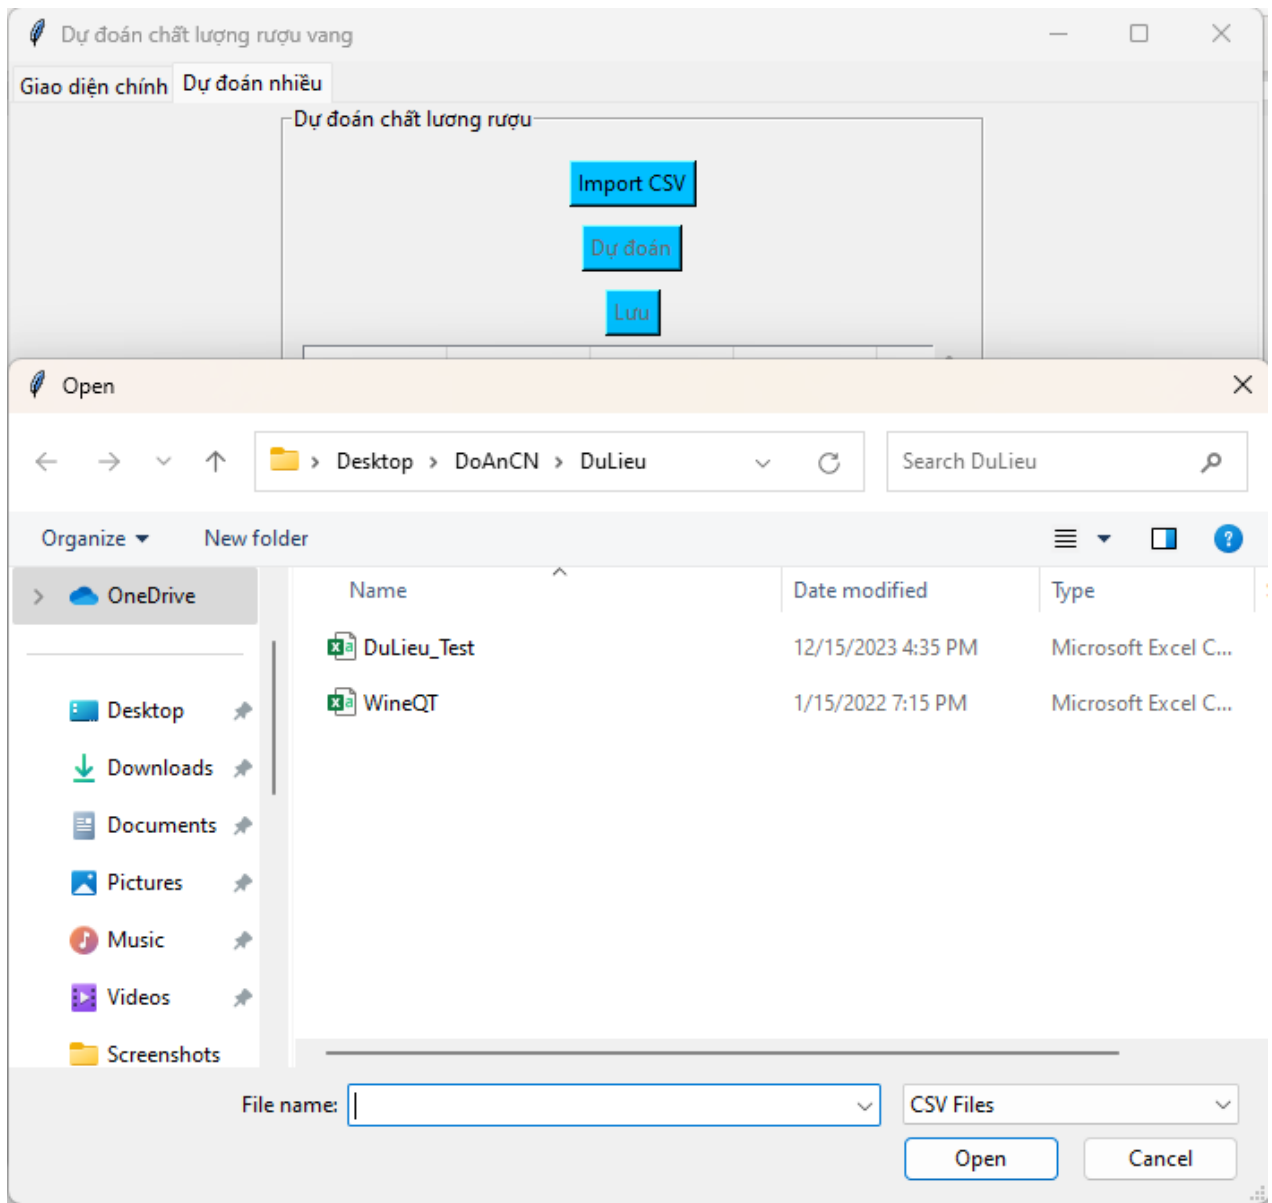 Dự đoán chất lượng rượu vang
Giao diện chính Dự đoán nhiều
Dự đoán chất lương rượu
Import CSV
Dự đoán
Lưu
Open
Desktop > DoAnCN > DuLieu
Search DuLieu
Organize New folder
OneDrive
Name Date modified Type
DuLieu_Test 12/15/2023 4:35 PM Microsoft Excel C...
WineQT 1/15/2022 7:15 PM Microsoft Excel C...
Desktop
Downloads
Documents
Pictures
Music
Videos
Screenshots
File name: CSV Files
Open Cancel